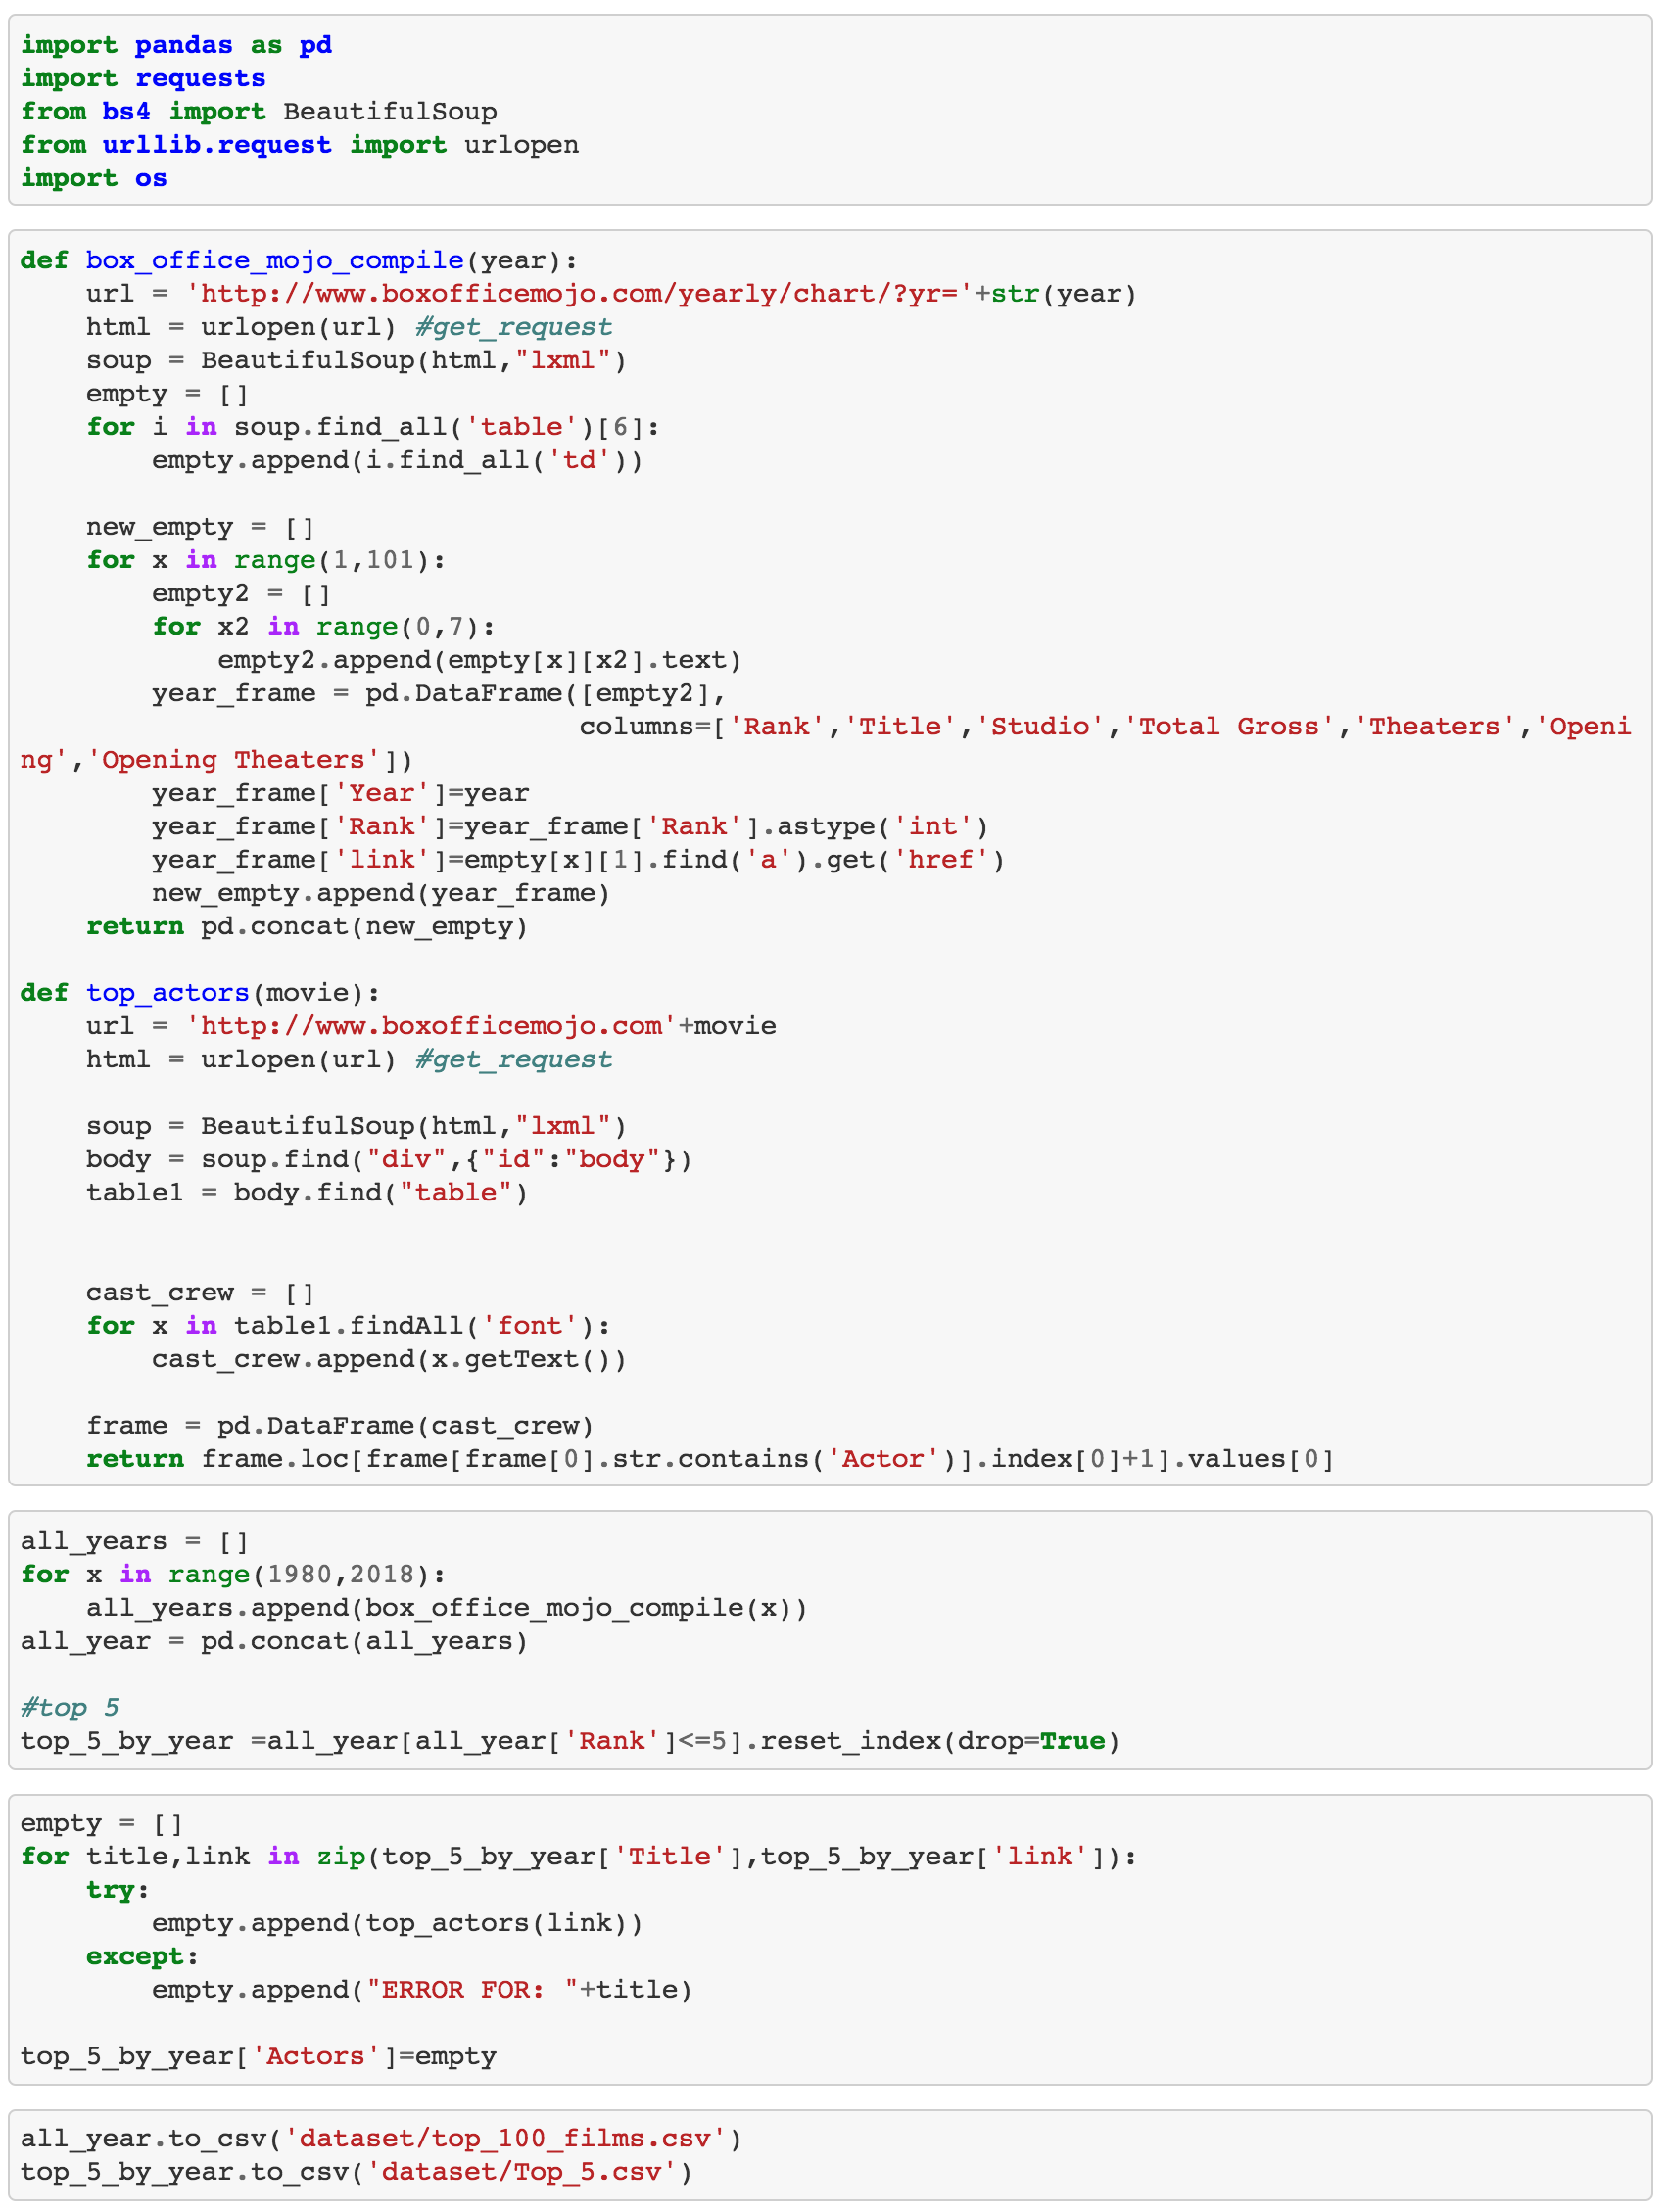 import pandas as pd
import requests
from bs4 import BeautifulSoup
from urllib.request import urlopen
import os
def box_office_mojo_compile(year):
    url = 'http://www.boxofficemojo.com/yearly/chart/?yr='+str(year)
    html = urlopen(url) #get_request
    soup = BeautifulSoup(html,"lxml")
    empty = []
    for i in soup.find_all('table')[6]:
        empty.append(i.find_all('td'))

    new_empty = []
    for x in range(1,101):
        empty2 = []
        for x2 in range(0,7):
            empty2.append(empty[x][x2].text)
        year_frame = pd.DataFrame([empty2],
                                  columns=['Rank','Title','Studio','Total Gross','Theaters','Openi
ng','Opening Theaters'])
        year_frame['Year']=year
        year_frame['Rank']=year_frame['Rank'].astype('int')
        year_frame['link']=empty[x][1].find('a').get('href')
        new_empty.append(year_frame)
    return pd.concat(new_empty)

def top_actors(movie):
    url = 'http://www.boxofficemojo.com'+movie
    html = urlopen(url) #get_request

    soup = BeautifulSoup(html,"lxml")
    body = soup.find("div",{"id":"body"})
    table1 = body.find("table")

    cast_crew = []
    for x in table1.findAll('font'):
        cast_crew.append(x.getText())

    frame = pd.DataFrame(cast_crew)
    return frame.loc[frame[frame[0].str.contains('Actor')].index[0]+1].values[0]
all_years = []
for x in range(1980,2018):
    all_years.append(box_office_mojo_compile(x))
all_year = pd.concat(all_years)

#top 5
top_5_by_year =all_year[all_year['Rank']<=5].reset_index(drop=True)
empty = []
for title,link in zip(top_5_by_year['Title'],top_5_by_year['link']):
    try:
        empty.append(top_actors(link))
    except:
        empty.append("ERROR FOR: "+title)

top_5_by_year['Actors']=empty
all_year.to_csv('dataset/top_100_films.csv')
top_5_by_year.to_csv('dataset/Top_5.csv')